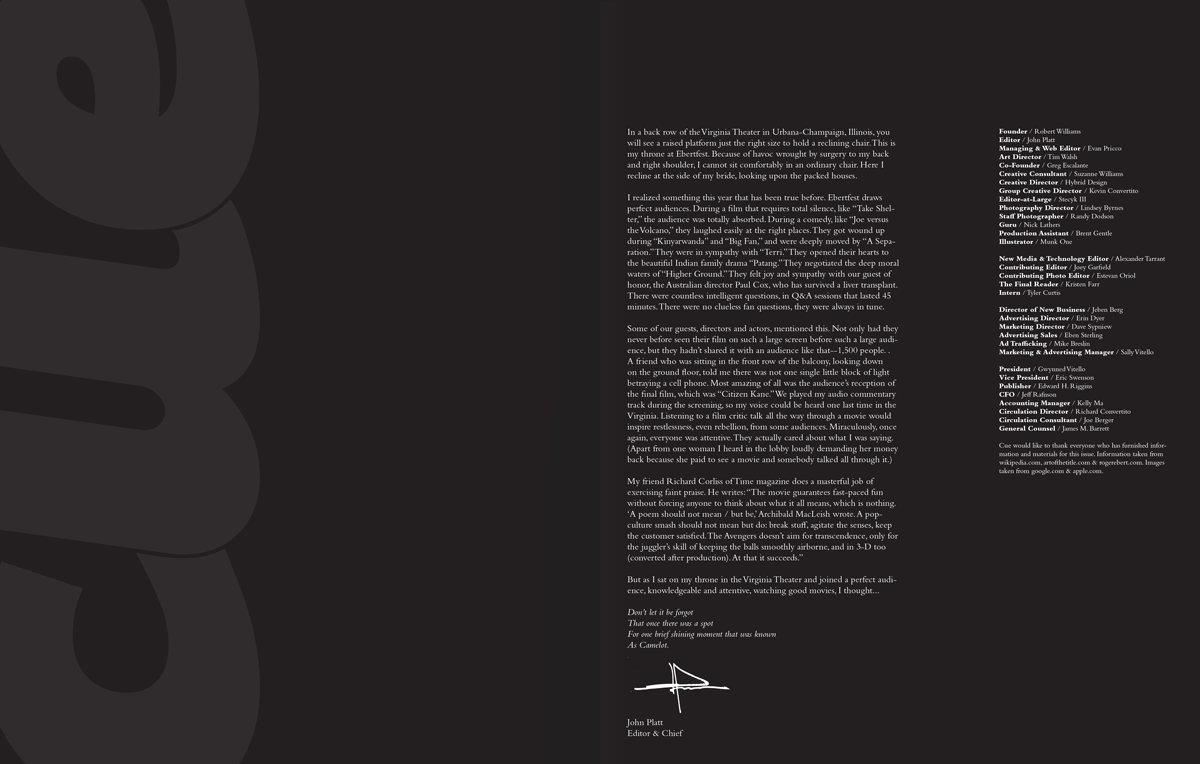 cue
In a back row of the Virginia Theater in Urbana-Champaign, Illinois, you
will see a raised platform just the right size to hold a reclining chair. This is
my throne at Ebertfest. Because of havoc wrought by surgery to my back
and right shoulder, I cannot sit comfortably in an ordinary chair. Here I
recline at the side of my bride, looking upon the packed houses.
I realized something this year that has been true before. Ebertfest draws
perfect audiences. During a film that requires total silence, like “Take Shel-
ter,” the audience was totally absorbed. During a comedy, like “Joe versus
the Volcano,” they laughed easily at the right places. They got wound up
during “Kinyarwanda” and “Big Fan,” and were deeply moved by “A Sepa-
ration.” They were in sympathy with “Terri.” They opened their hearts to
the beautiful Indian family drama “Patang.” They negotiated the deep moral
waters of “Higher Ground.” They felt joy and sympathy with our guest of
honor, the Australian director Paul Cox, who has survived a liver transplant.
There were countless intelligent questions, in Q&A sessions that lasted 45
minutes. There were no clueless fan questions, they were always in tune.
Some of our guests, directors and actors, mentioned this. Not only had they
never before seen their film on such a large screen before such a large audi-
ence, but they hadn’t shared it with an audience like that—1,500 people. .
A friend who was sitting in the front row of the balcony, looking down
on the ground floor, told me there was not one single little block of light
betraying a cell phone. Most amazing of all was the audience’s reception of
the final film, which was “Citizen Kane.” We played my audio commentary
track during the screening, so my voice could be heard one last time in the
Virginia. Listening to a film critic talk all the way through a movie would
inspire restlessness, even rebellion, from some audiences. Miraculously, once
again, everyone was attentive. They actually cared about what I was saying.
(Apart from one woman I heard in the lobby loudly demanding her money
back because she paid to see a movie and somebody talked all through it.)
My friend Richard Corliss of Time magazine does a masterful job of
exercising faint praise. He writes: “The movie guarantees fast-paced fun
without forcing anyone to think about what it all means, which is nothing.
‘A poem should not mean / but be,’ Archibald MacLeish wrote. A pop-
culture smash should not mean but do: break stuff, agitate the senses, keep
the customer satisfied. The Avengers doesn’t aim for transcendence, only for
the juggler’s skill of keeping the balls smoothly airborne, and in 3-D too
(converted after production). At that it succeeds.”
But as I sat on my throne in the Virginia Theater and joined a perfect audi-
ence, knowledgeable and attentive, watching good movies, I thought...
Don’t let it be forgot
That once there was a spot
For one brief shining moment that was known
As Camelot.
John Platt
Editor & Chief
Founder / Robert Williams
Editor / John Platt
Managing & Web Editor / Evan Pricco
Art Director / Tim Walsh
Co-Founder / Greg Escalante
Creative Consultant / Suzanne Williams
Creative Director / Hybrid Design
Group Creative Director / Kevin Convertito
Editor-at-Large / Stecyk III
Photography Director / Lindsey Byrnes
Staff Photographer / Randy Dodson
Guru / Nick Lathers
Production Assistant / Brent Gentle
Illustrator / Munk One
New Media & Technology Editor / Alexander Tarrant
Contributing Editor / Joey Garfield
Contributing Photo Editor / Estevan Oriol
The Final Reader / Kristen Farr
Intern / Tyler Curtis
Director of New Business / Jeben Berg
Advertising Director / Erin Dyer
Marketing Director / Dave Sypniew
Advertising Sales / Eben Sterling
Ad Trafficking / Mike Breslin
Marketing & Advertising Manager / Sally Vitello
President / Gwynned Vitello
Vice President / Eric Swenson
Publisher / Edward H. Riggins
CFO / Jeff Rafnson
Accounting Manager / Kelly Ma
Circulation Director / Richard Convertito
Circulation Consultant / Joe Berger
General Counsel / James M. Barrett
Cue would like to thank everyone who has furnished infor-
mation and materials for this issue. Information taken from
wikipedia.com, artofthetitle.com & rogerebert.com. Images
taken from google.com & apple.com.